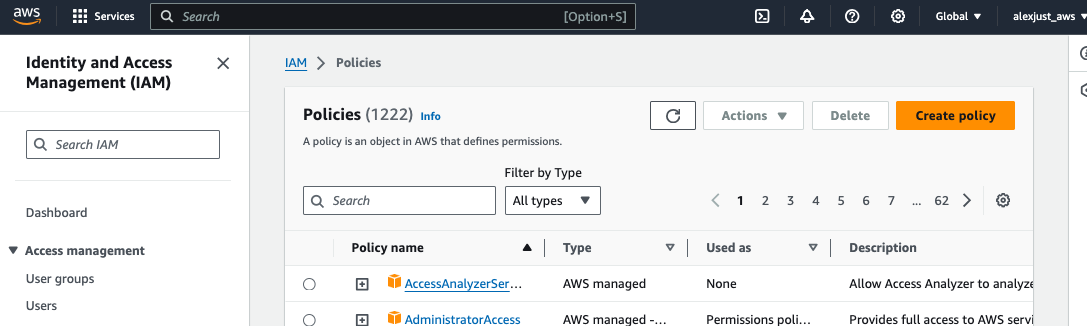 aws Services Search [Option+S] Global alexjust_aws
Identity and Access
Management (IAM)
IAM > Policies
Policies (1222) Info Actions Delete Create policy
A policy is an object in AWS that defines permissions.
Search IAM
Filter by Type
Search All types 1 2 3 4 5 6 7 ... 62
Dashboard
Policy name Type Used as Description
Access management
User groups
AccessAnalyzerSer... AWS managed None Allow Access Analyzer to analyze
Users
AdministratorAccess AWS managed -... Permissions poli... Provides full access to AWS servi